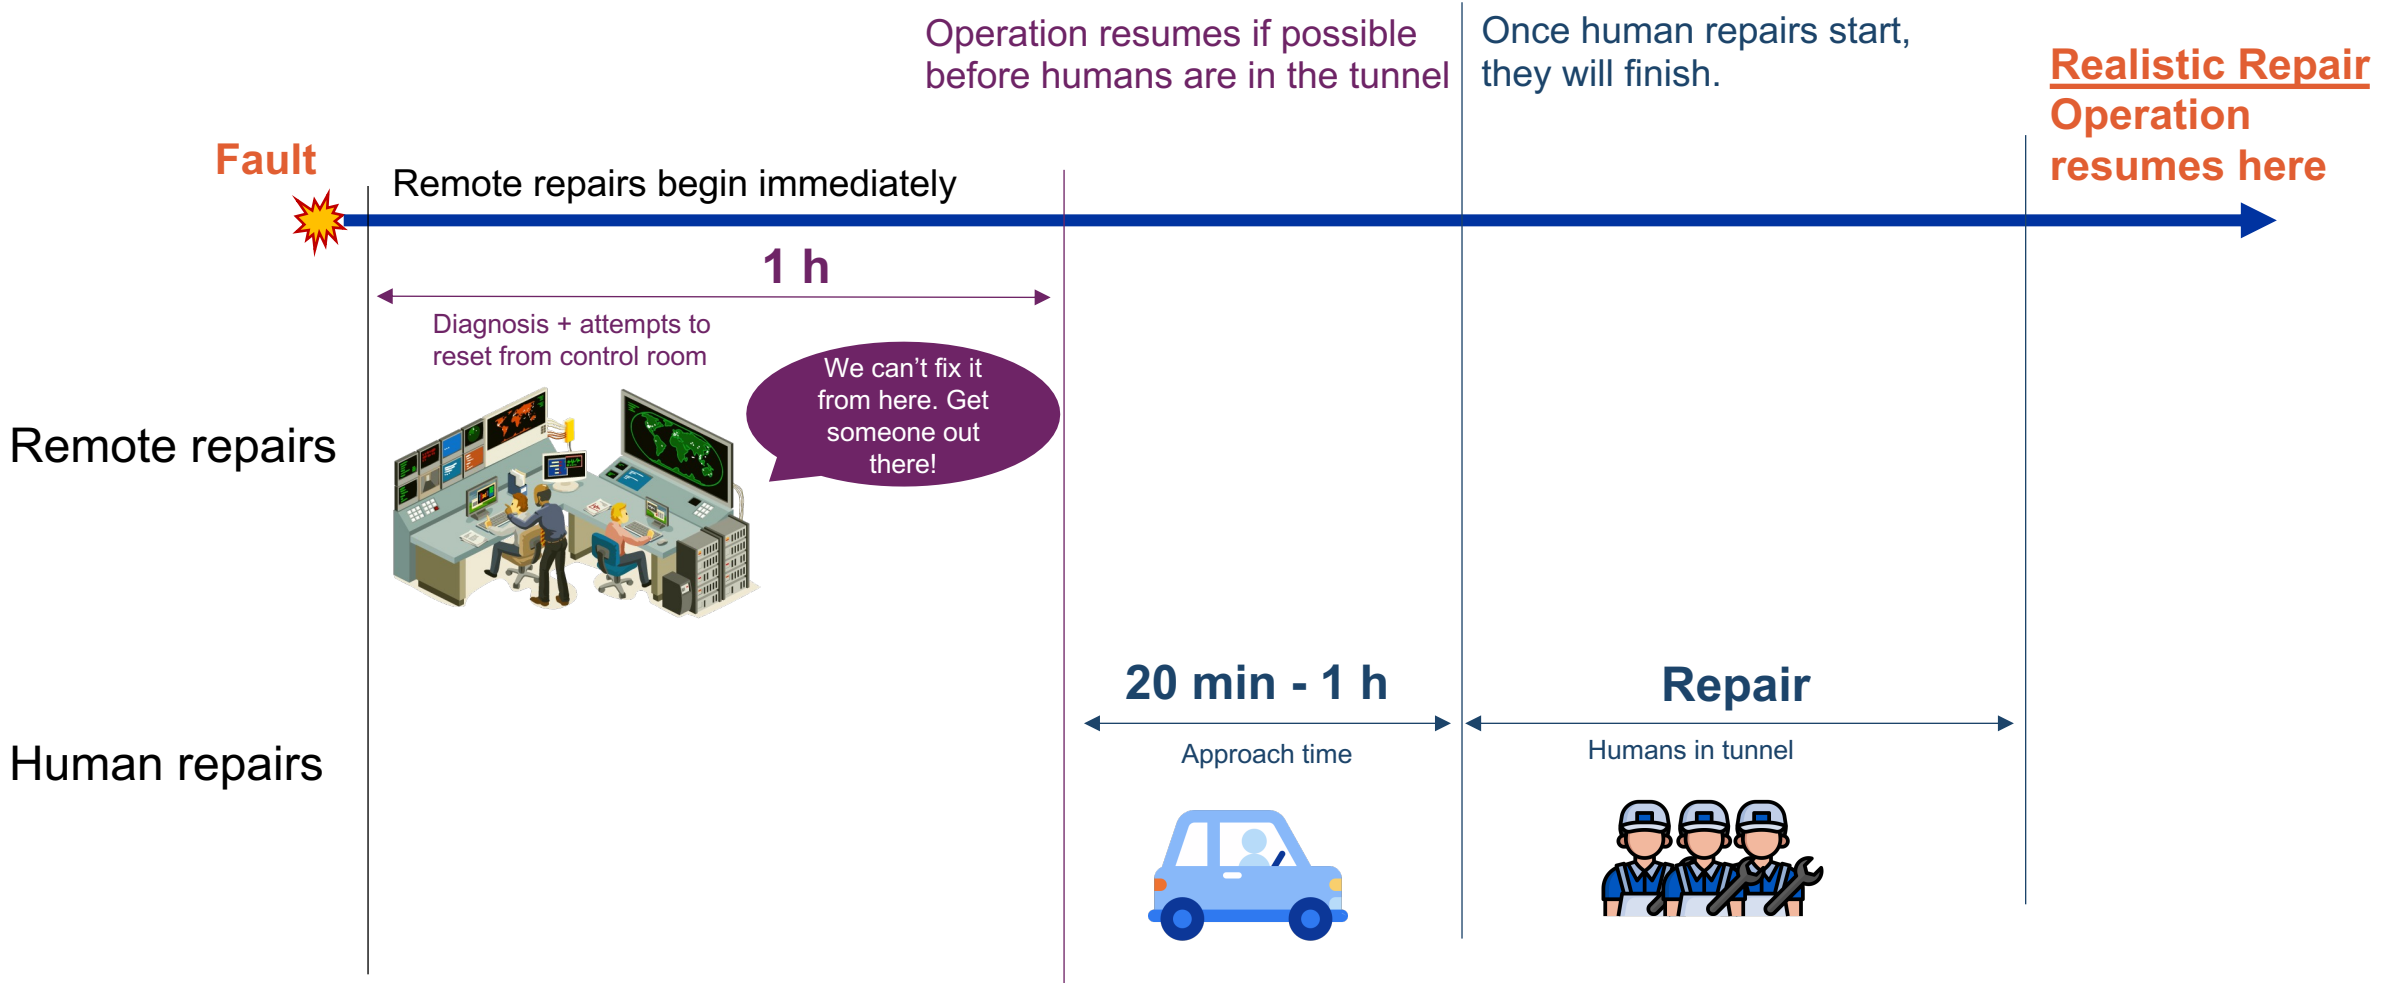 Operation resumes if possible
before humans are in the tunnel
Once human repairs start,
they will finish.
Realistic Repair
Operation
resumes here
Fault
Remote repairs begin immediately
1 h
Diagnosis + attempts to
reset from control room
We can’t fix it
from here. Get
someone out
there!
Remote repairs
20 min - 1 h
Approach time
Repair
Humans in tunnel
Human repairs